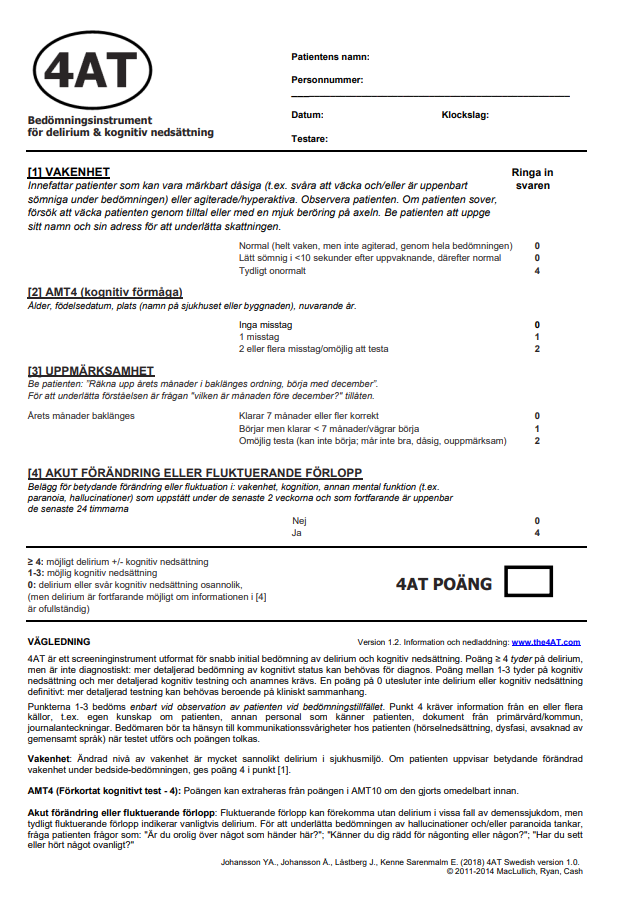 4AT
Bedömningsinstrument
för delirium & kognitiv nedsättning
Patientens namn:
Personnummer:
Datum: Klockslag:
Testare:
[1] VAKENHET
Ringa in
svaren
Innefattar patienter som kan vara märkbart dåsiga (t.ex. svåra att väcka och/eller är uppenbart
sömniga under bedömningen) eller agiterade/hyperaktiva. Observera patienten. Om patienten sover,
försök att väcka patienten genom tilltal eller med en mjuk beröring på axeln. Be patienten att uppge
sitt namn och sin adress för att underlätta skattningen.
Normal (helt vaken, men inte agiterad, genom hela bedömningen) 0
Lätt sömnig i <10 sekunder efter uppvaknande, därefter normal 0
Tydligt onormalt 4
[2] AMT4 (kognitiv förmåga)
Ålder, födelsedatum, plats (namn på sjukhuset eller byggnaden), nuvarande år.
Inga misstag 0
1 misstag 1
2 eller flera misstag/omöjlig att testa 2
[3] UPPMÄRKSAMHET
Be patienten: "Räkna upp årets månader i baklänges ordning, börja med december".
För att underlätta förståelsen är frågan "vilken är månaden före december?" tillåten.
Årets månader baklänges Klarar 7 månader eller fler korrekt 0
Börjar men klarar < 7 månader/vägrar börja 1
Omöjlig testa (kan inte börja; mår inte bra, dåsig, ouppmärksam) 2
[4] AKUT FÖRÄNDRING ELLER FLUKTUERANDE FÖRLOPP
Belägg för betydande förändring eller fluktuation i: vakenhet, kognition, annan mental funktion (t.ex.
paranoia, hallucinationer) som uppstått under de senaste 2 veckorna och som fortfarande är uppenbar
de senaste 24 timmarna
Nej 0
Ja 4
≥ 4: möjligt delirium +/- kognitiv nedsättning
1-3: möjlig kognitiv nedsättning
0: delirium eller svår kognitiv nedsättning osannolik,
(men delirium är fortfarande möjligt om informationen i [4]
är ofullständig)
4AT POÄNG
VÄGLEDNING Version 1.2. Information och nedladdning: www.the4AT.com
4AT är ett screeninginstrument utformat för snabb initial bedömning av delirium och kognitiv nedsättning. Poäng ≥ 4 tyder på delirium,
men är inte diagnostiskt: mer detaljerad bedömning av kognitivt status kan behövas för diagnos. Poäng mellan 1-3 tyder på kognitiv
nedsättning och mer detaljerad kognitiv testning och anamnes krävs. En poäng på 0 utesluter inte delirium eller kognitiv nedsättning
definitivt: mer detaljerad testning kan behövas beroende på kliniskt sammanhang.
Punkterna 1-3 bedöms enbart vid observation av patienten vid bedömningstillfället. Punkt 4 kräver information från en eller flera
källor, t.ex. egen kunskap om patienten, annan personal som känner patienten, dokument från primärvård/kommun,
journalanteckningar. Bedömaren bör ta hänsyn till kommunikationssvårigheter hos patienten (hörselnedsättning, dysfasi, avsaknad av
gemensamt språk) när testet utförs och poängen tolkas.
Vakenhet: Ändrad nivå av vakenhet är mycket sannolikt delirium i sjukhusmiljö. Om patienten uppvisar betydande förändrad
vakenhet under bedside-bedömningen, ges poäng 4 i punkt [1].
AMT4 (Förkortat kognitivt test - 4): Poängen kan extraheras från poängen i AMT10 om den gjorts omedelbart innan.
Akut förändring eller fluktuerande förlopp: Fluktuerande förlopp kan förekomma utan delirium i vissa fall av demenssjukdom, men
tydligt fluktuerande förlopp indikerar vanligtvis delirium. För att underlätta bedömningen av hallucinationer och/eller paranoida tankar,
fråga patienten frågor som: "Är du orolig över något som händer här?"; "Känner du dig rädd för någonting eller någon?"; "Har du sett
eller hört något ovanligt?"
Johansson YA., Johansson Å., Låstberg J., Kenne Sarenmalm E. (2018) 4AT Swedish version 1.0.
© 2011-2014 MacLullich, Ryan, Cash